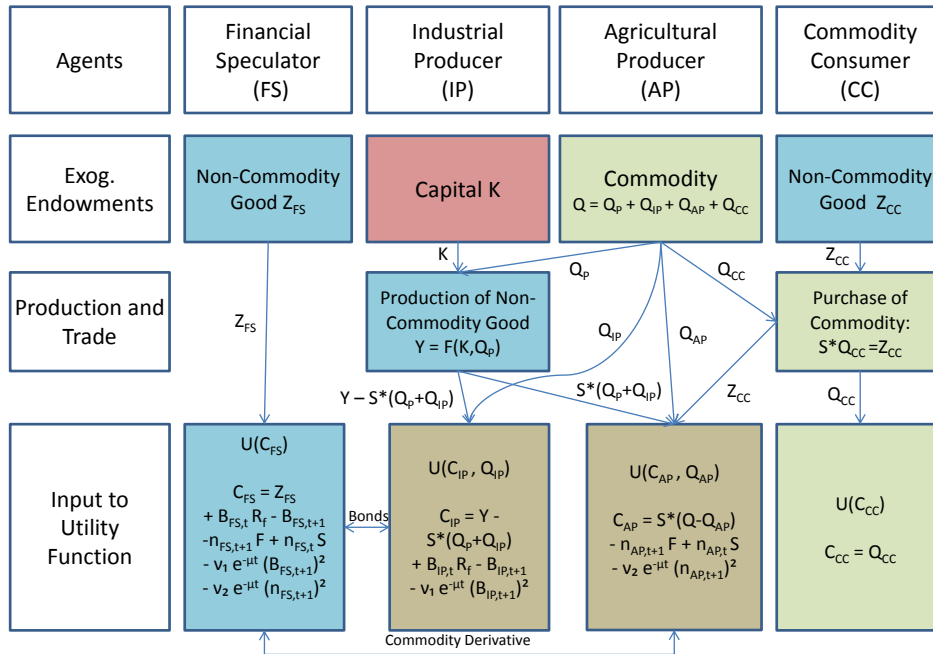 Agents
Financial
Speculator
(FS)
Industrial
Producer
(IP)
Agricultural
Producer
(AP)
Commodity
Consumer
(CC)
Exog.
Endowments
Non-Commodity
Good Z_FS
Capital K
Commodity
Q = Q_P + Q_IP + Q_AP + Q_CC
Non-Commodity
Good Z_CC
K
Q_P
Q_CC
Z_CC
Production and
Trade
Z_FS
Production of Non-
Commodity Good
Y = F(K,Q_P)
Q_IP
Q_AP
Purchase of
Commodity:
S*Q_CC =Z_CC
Y – S*(Q_P+Q_IP)
S*(Q_P+Q_IP)
Z_CC
Q_CC
Input to
Utility
Function
U(C_FS)
C_FS = Z_FS
+ B_FS,t R_f - B_FS,t+1
-n_FS,t+1 F + n_FS,t S
- ν₁ e^-μt (B_FS,t+1)²
- ν₂ e^-μt (n_FS,t+1)²
Bonds
U(C_IP , Q_IP)
C_IP = Y -
S*(Q_P+Q_IP)
+ B_IP,t R_f - B_IP,t+1
- ν₁ e^-μt (B_IP,t+1)²
U(C_AP , Q_AP)
C_AP = S*(Q-Q_AP)
- n_AP,t+1 F + n_AP,t S
- ν₂ e^-μt (n_AP,t+1)²
U(C_CC)
C_CC = Q_CC
Commodity Derivative